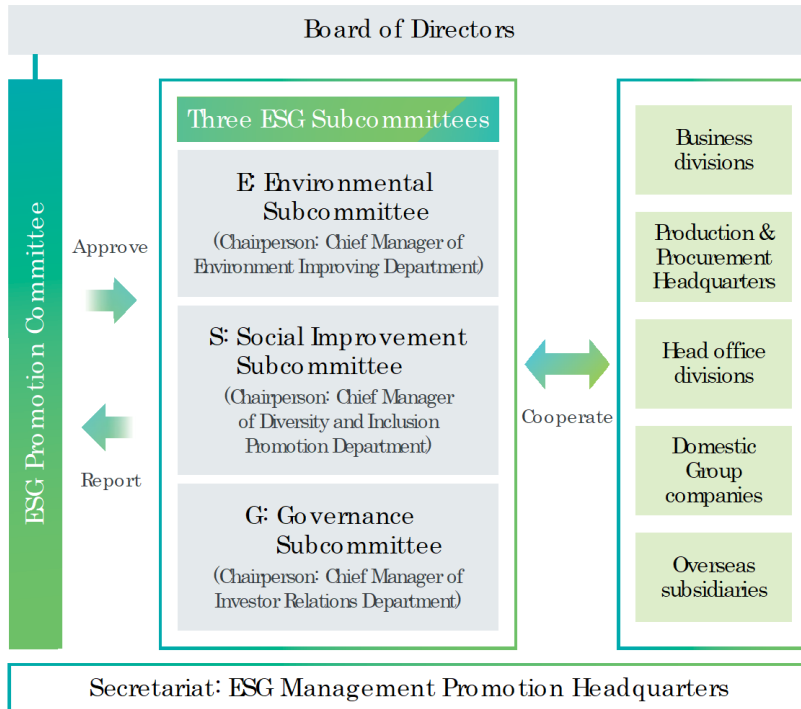 Board of Directors
ESG Promotion Committee
Approve
Report
Three ESG Subcommittees
E: Environmental
Subcommittee
(Chairperson: Chief Manager of
Environment Improving Department)
S: Social Improvement
Subcommittee
(Chairperson: Chief Manager
of Diversity and Inclusion
Promotion Department)
G: Governance
Subcommittee
(Chairperson: Chief Manager of
Investor Relations Department)
Cooperate
Business
divisions
Production &
Procurement
Headquarters
Head office
divisions
Domestic
Group
companies
Overseas
subsidiaries
Secretariat: ESG Management Promotion Headquarters